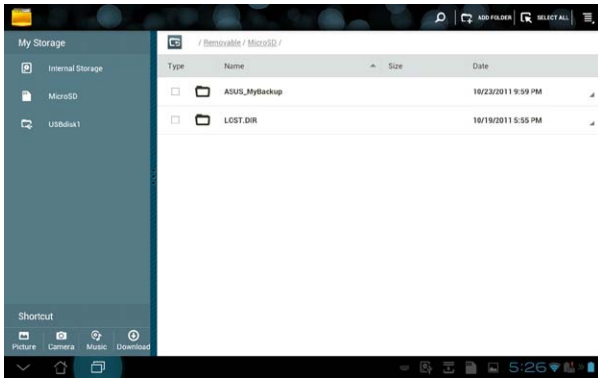 ADD FOLDER SELECT ALL
My Storage
/ Removable / MicroSD /
Internal Storage
Type Name Size Date
MicroSD
ASUS_MyBackup 10/23/2011 9:59 PM
USBdisk1
LOST.DIR 10/19/2011 5:55 PM
Shortcut
Picture Camera Music Download
5:26